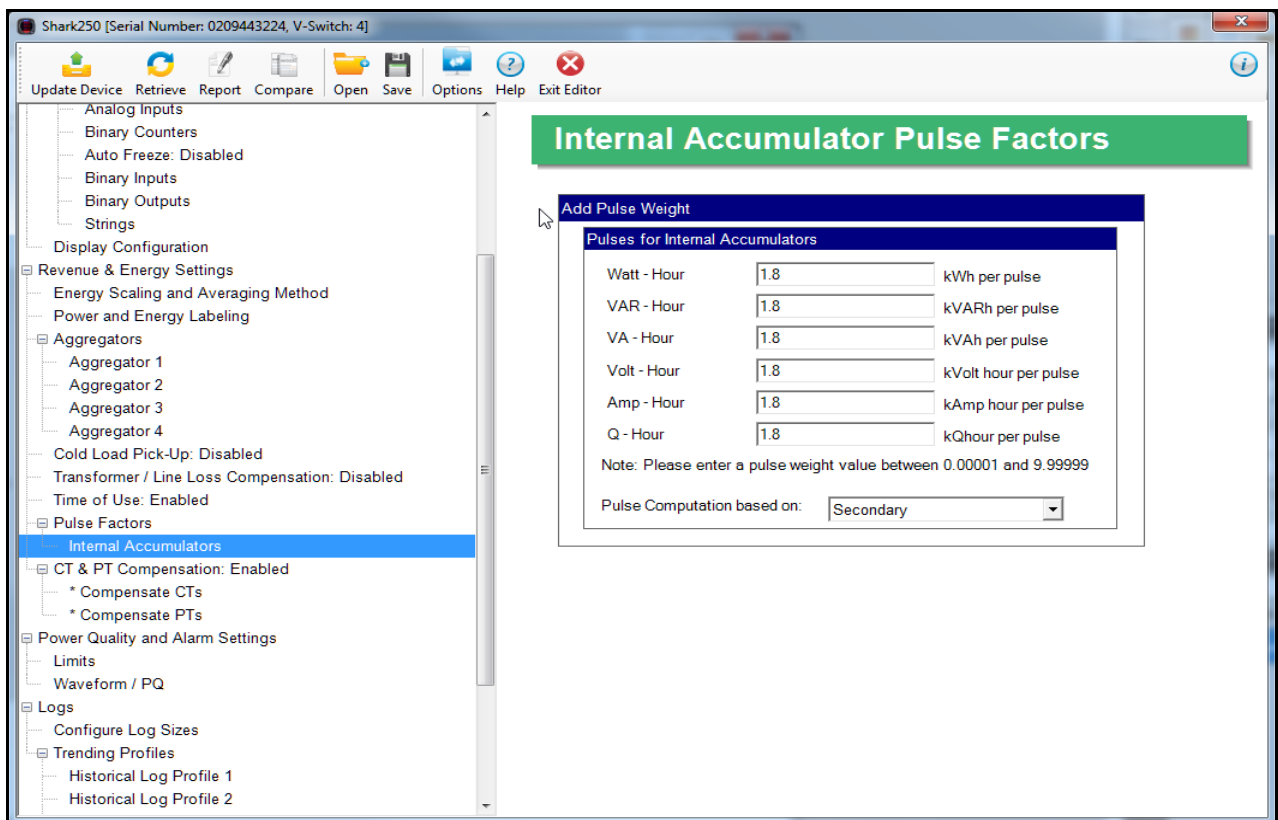 Shark250 [Serial Number: 0209443224, V-Switch: 4]
Update Device Retrieve Report Compare Open Save Options Help Exit Editor
Analog Inputs
Binary Counters
Auto Freeze: Disabled
Binary Inputs
Binary Outputs
Strings
Display Configuration
Revenue & Energy Settings
Energy Scaling and Averaging Method
Power and Energy Labeling
Aggregators
Aggregator 1
Aggregator 2
Aggregator 3
Aggregator 4
Cold Load Pick-Up: Disabled
Transformer / Line Loss Compensation: Disabled
Time of Use: Enabled
Pulse Factors
Internal Accumulators
CT & PT Compensation: Enabled
* Compensate CTs
* Compensate PTs
Power Quality and Alarm Settings
Limits
Waveform / PQ
Logs
Configure Log Sizes
Trending Profiles
Historical Log Profile 1
Historical Log Profile 2
Internal Accumulator Pulse Factors
Add Pulse Weight
Pulses for Internal Accumulators
Watt - Hour 1.8 kWh per pulse
VAR - Hour 1.8 kVARh per pulse
VA - Hour 1.8 kVAh per pulse
Volt - Hour 1.8 kVolt hour per pulse
Amp - Hour 1.8 kAmp hour per pulse
Q - Hour 1.8 kQhour per pulse
Note: Please enter a pulse weight value between 0.00001 and 9.99999
Pulse Computation based on: Secondary